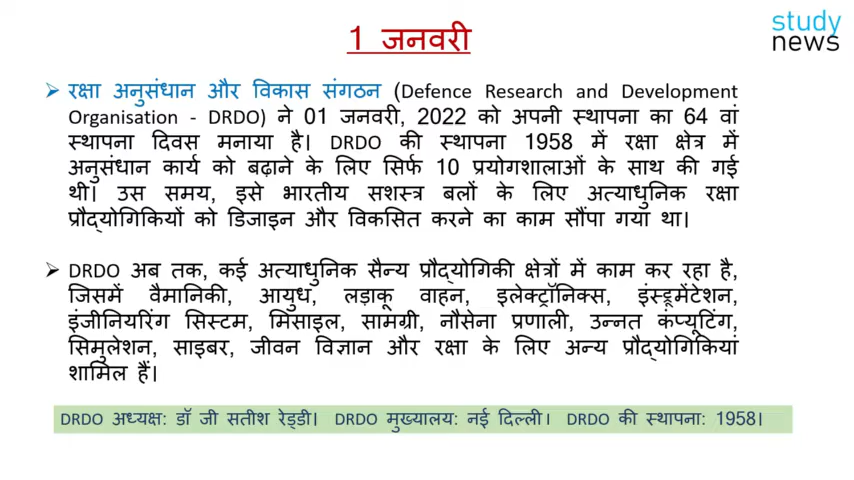 study
news
1 जनवरी
➢ रक्षा अनुसंधान और विकास संगठन (Defence Research and Development
Organisation - DRDO) ने 01 जनवरी, 2022 को अपनी स्थापना का 64 वां
स्थापना दिवस मनाया है। DRDO की स्थापना 1958 में रक्षा क्षेत्र में
अनुसंधान कार्य को बढ़ाने के लिए सिर्फ 10 प्रयोगशालाओं के साथ की गई
थी। उस समय, इसे भारतीय सशस्त्र बलों के लिए अत्याधुनिक रक्षा
प्रौद्योगिकियों को डिजाइन और विकसित करने का काम सौंपा गया था।
➢ DRDO अब तक, कई अत्याधुनिक सैन्य प्रौद्योगिकी क्षेत्रों में काम कर रहा है,
जिसमें वैमानिकी, आयुध, लड़ाकू वाहन, इलेक्ट्रॉनिक्स, इंस्ट्रूमेंटेशन,
इंजीनियरिंग सिस्टम, मिसाइल, सामग्री, नौसेना प्रणाली, उन्नत कंप्यूटिंग,
सिमुलेशन, साइबर, जीवन विज्ञान और रक्षा के लिए अन्य प्रौद्योगिकियां
शामिल हैं।
DRDO अध्यक्ष: डॉ जी सतीश रेड्डी। DRDO मुख्यालय: नई दिल्ली। DRDO की स्थापना: 1958।